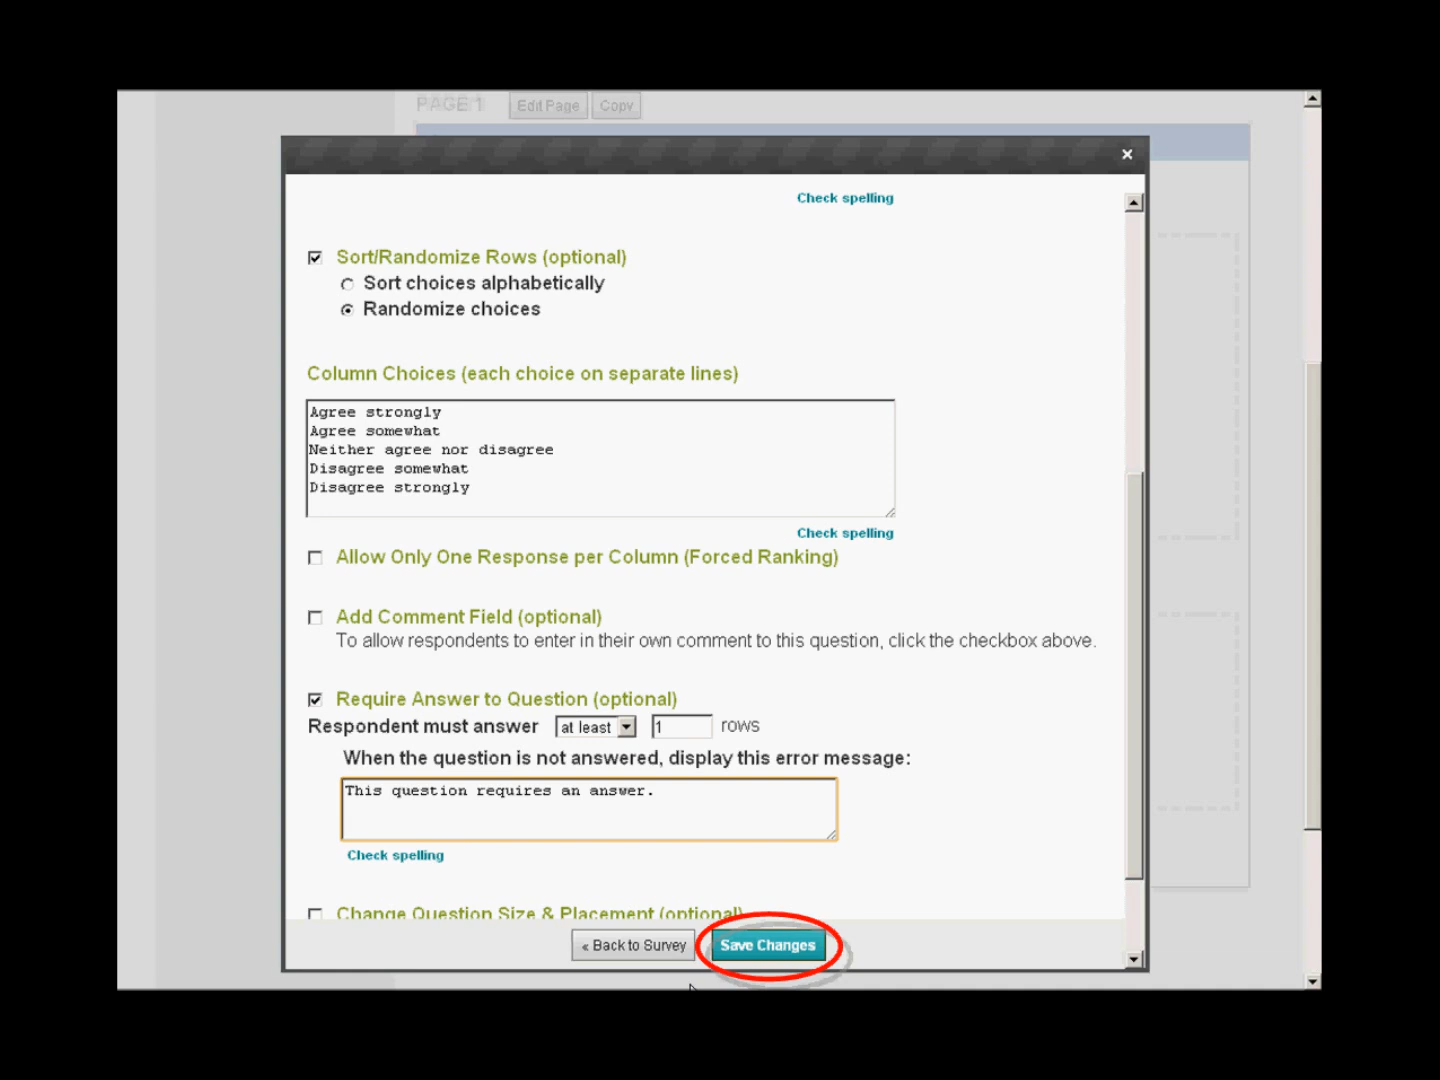 PAGE 1 Edit Page Copy
×
Check spelling
Sort/Randomize Rows (optional)
Sort choices alphabetically
Randomize choices
Column Choices (each choice on separate lines)
Agree strongly
Agree somewhat
Neither agree nor disagree
Disagree somewhat
Disagree strongly
Check spelling
Allow Only One Response per Column (Forced Ranking)
Add Comment Field (optional)
To allow respondents to enter in their own comment to this question, click the checkbox above.
Require Answer to Question (optional)
Respondent must answer at least 1 rows
When the question is not answered, display this error message:
This question requires an answer.
Check spelling
Change Question Size & Placement (optional)
« Back to Survey Save Changes